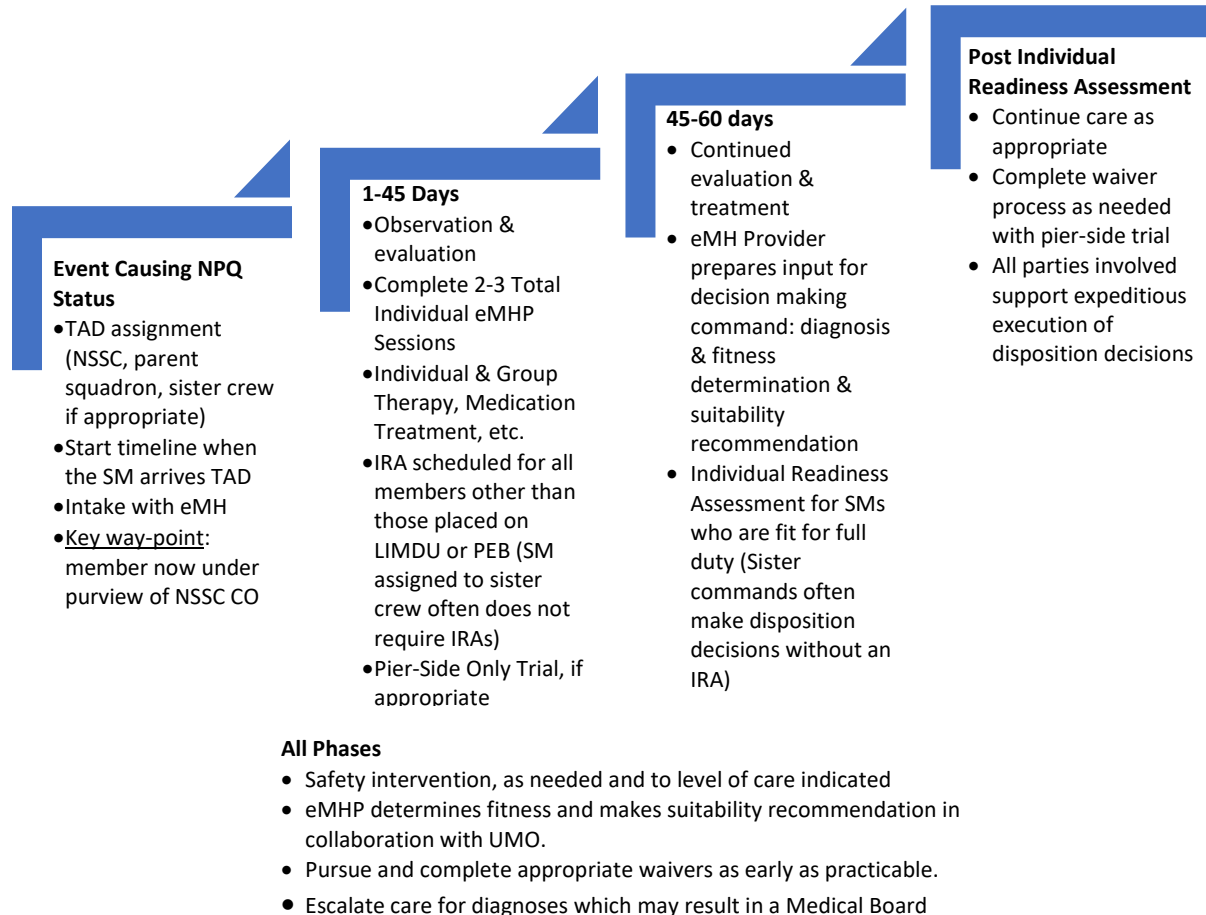 Event Causing NPQ
Status
•TAD assignment
(NSSC, parent
squadron, sister crew
if appropriate)
•Start timeline when
the SM arrives TAD
•Intake with eMH
•Key way-point:
member now under
purview of NSSC CO
1-45 Days
•Observation &
evaluation
•Complete 2-3 Total
Individual eMHP
Sessions
•Individual & Group
Therapy, Medication
Treatment, etc.
•IRA scheduled for all
members other than
those placed on
LIMDU or PEB (SM
assigned to sister
crew often does not
require IRAs)
•Pier-Side Only Trial, if
appropriate
45-60 days
• Continued
evaluation &
treatment
• eMH Provider
prepares input for
decision making
command: diagnosis
& fitness
determination &
suitability
recommendation
• Individual Readiness
Assessment for SMs
who are fit for full
duty (Sister
commands often
make disposition
decisions without an
IRA)
Post Individual
Readiness Assessment
• Continue care as
appropriate
• Complete waiver
process as needed
with pier-side trial
• All parties involved
support expeditious
execution of
disposition decisions
All Phases
• Safety intervention, as needed and to level of care indicated
• eMHP determines fitness and makes suitability recommendation in
collaboration with UMO.
• Pursue and complete appropriate waivers as early as practicable.
• Escalate care for diagnoses which may result in a Medical Board